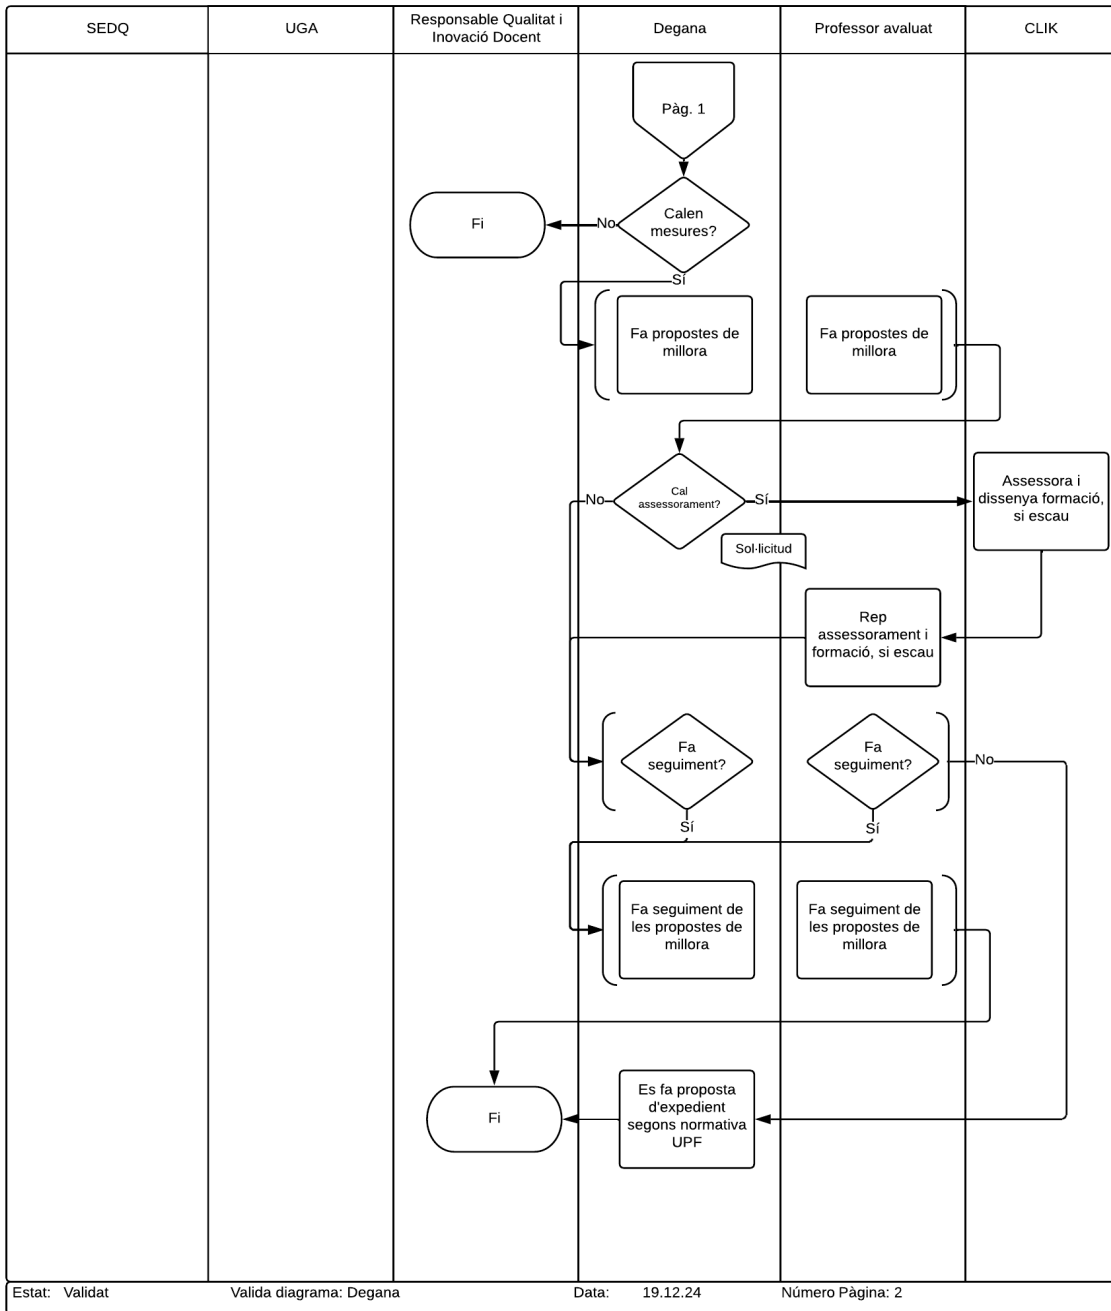 SEDQ
UGA
Responsable Qualitat i
Inovació Docent
Degana
Professor avaluat
CLIK
Pàg. 1
Calen
mesures?
No
Fi
Sí
Fa propostes de
millora
Fa propostes de
millora
Cal
assessorament?
No
Sí
Assessora i
dissenya formació,
si escau
Sol·licitud
Rep
assessorament i
formació, si escau
Fa
seguiment?
Fa
seguiment?
No
Sí
Sí
Fa seguiment de
les propostes de
millora
Fa seguiment de
les propostes de
millora
Fi
Es fa proposta
d'expedient
segons normativa
UPF
Estat: Validat
Valida diagrama: Degana
Data: 19.12.24
Número Pàgina: 2